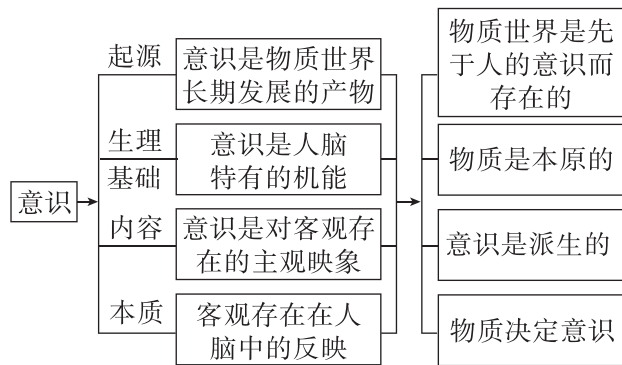 意识
起源
意识是物质世界
长期发展的产物
生理
基础
意识是人脑
特有的机能
内容
意识是对客观存
在的主观映象
本质
客观存在在人
脑中的反映
物质世界是先
于人的意识而
存在的
物质是本原的
意识是派生的
物质决定意识